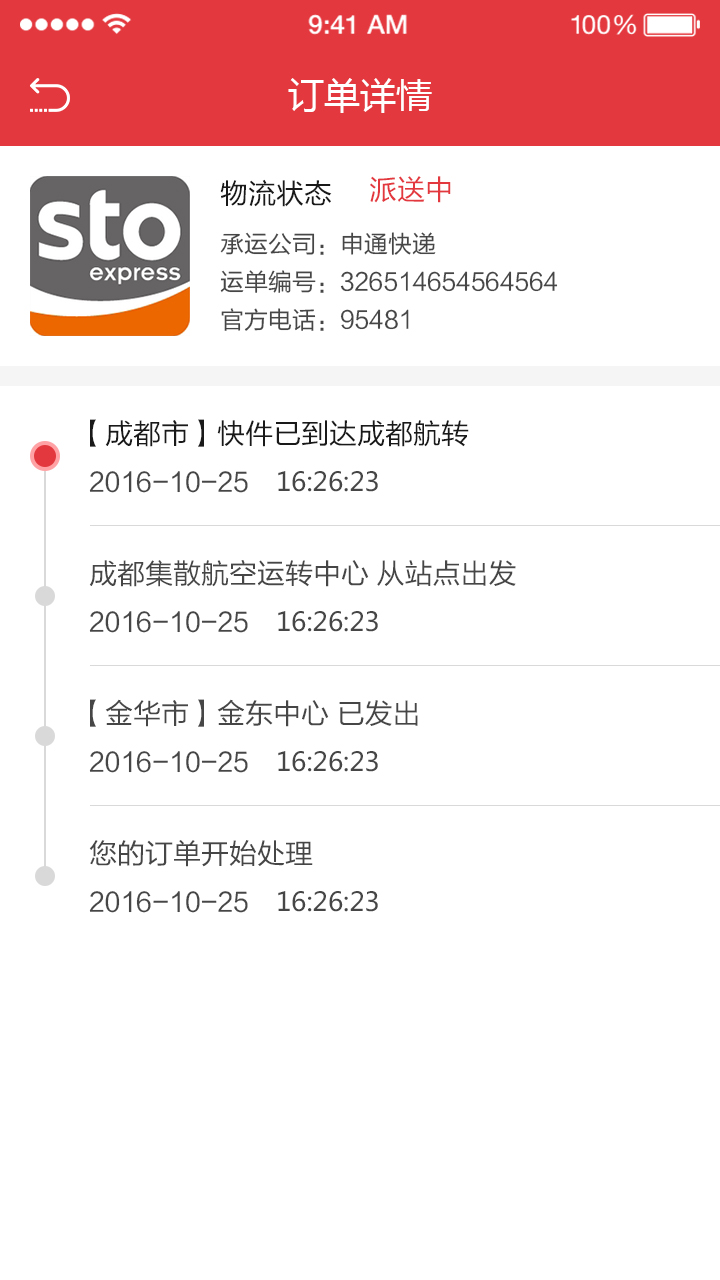 9:41 AM
100%
订单详情
sto
express
物流状态 派送中
承运公司：申通快递
运单编号：326514654564564
官方电话：95481
【成都市】快件已到达成都航转
2016-10-25 16:26:23
成都集散航空运转中心 从站点出发
2016-10-25 16:26:23
【金华市】金东中心 已发出
2016-10-25 16:26:23
您的订单开始处理
2016-10-25 16:26:23